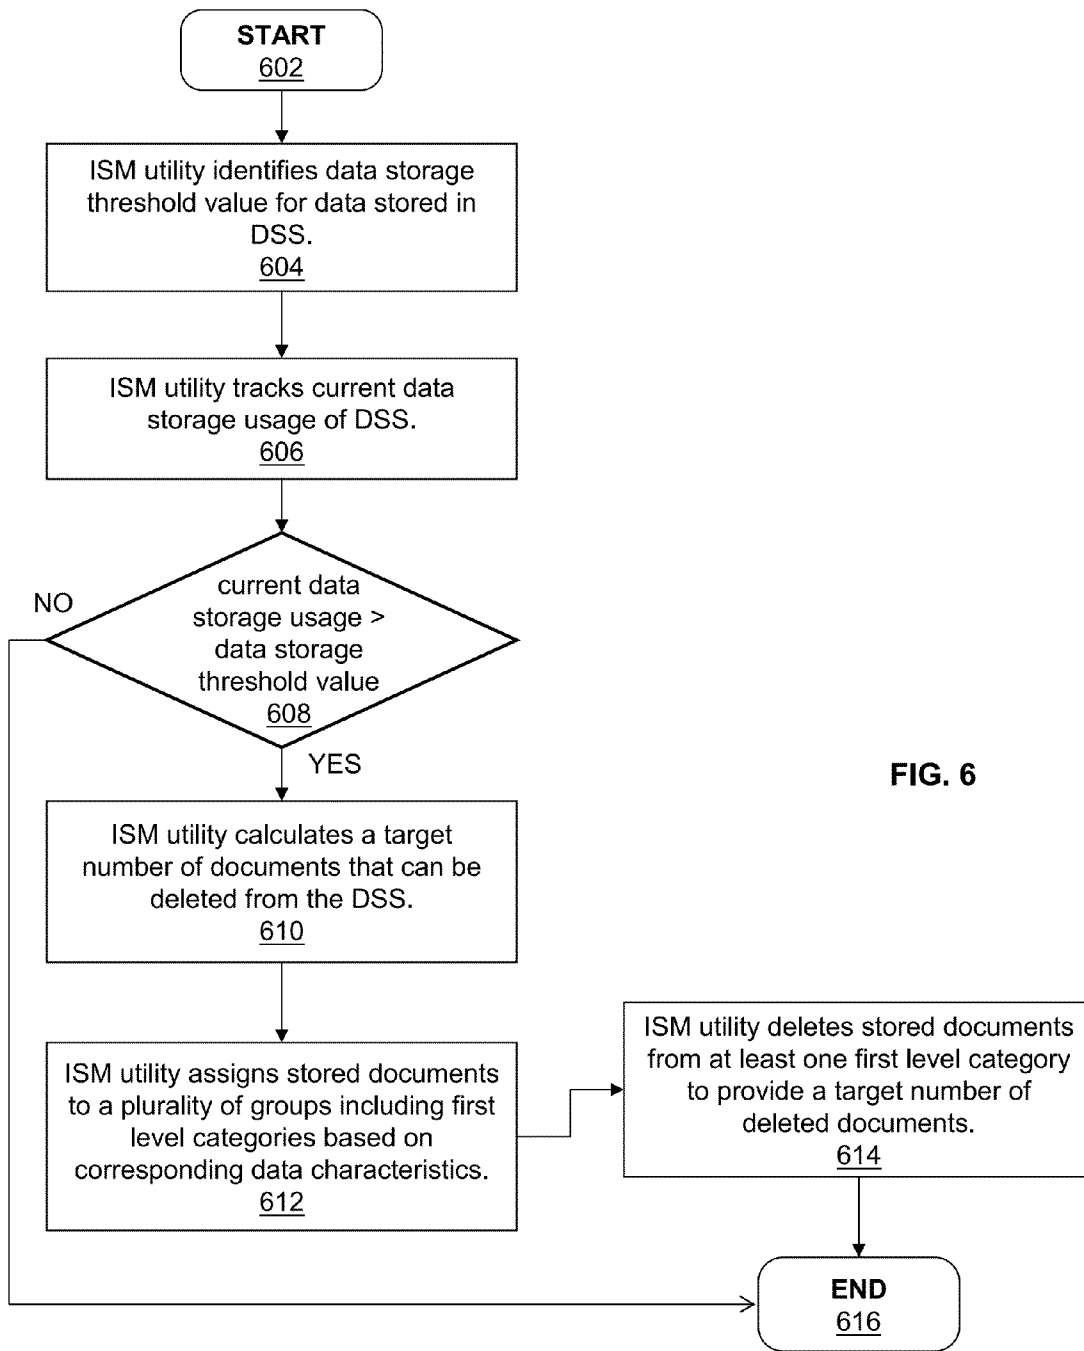 START
602
ISM utility identifies data storage
threshold value for data stored in
DSS.
604
ISM utility tracks current data
storage usage of DSS.
606
NO
current data
storage usage >
data storage
threshold value
608
YES
FIG. 6
ISM utility calculates a target
number of documents that can be
deleted from the DSS.
610
ISM utility assigns stored documents
to a plurality of groups including first
level categories based on
corresponding data characteristics.
612
ISM utility deletes stored documents
from at least one first level category
to provide a target number of
deleted documents.
614
END
616